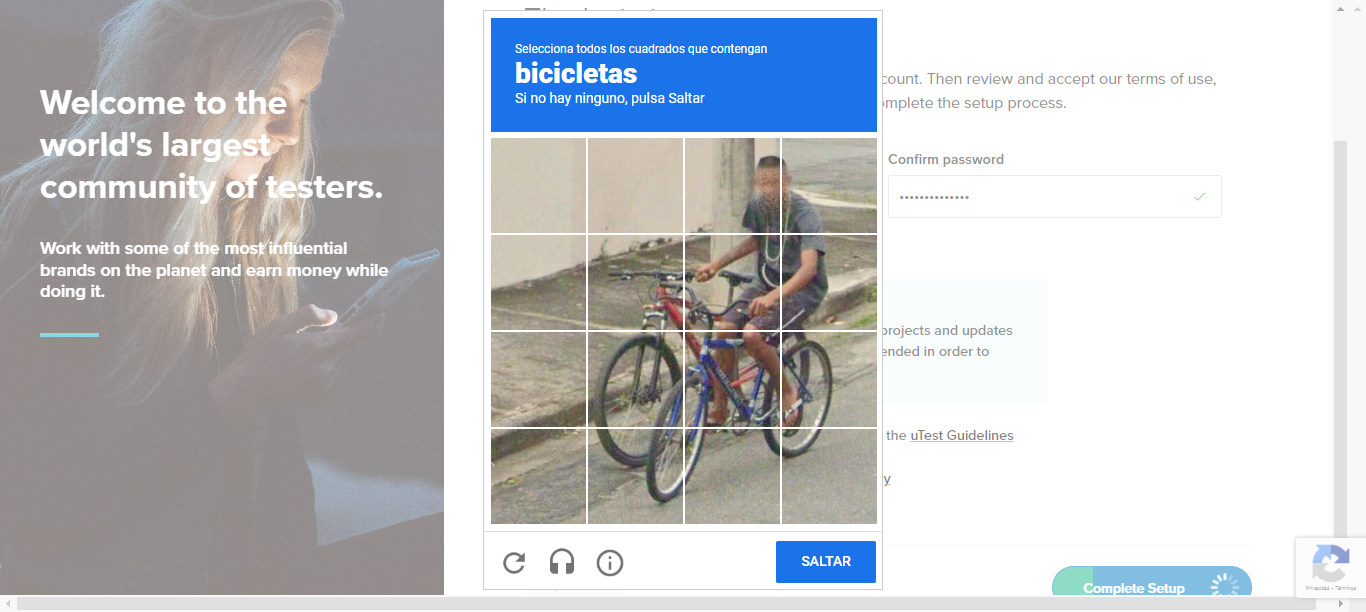 Welcome to the
world's largest
community of testers.
Work with some of the most influential
brands on the planet and earn money while
doing it.
Selecciona todos los cuadrados que contengan
bicicletas
Si no hay ninguno, pulsa Saltar
SALTAR
count. Then review and accept our terms of use,
omplete the setup process.
Confirm password
••••••••••••••
projects and updates
ended in order to
the uTest Guidelines
y
Complete Setup
Privacidad - Términos